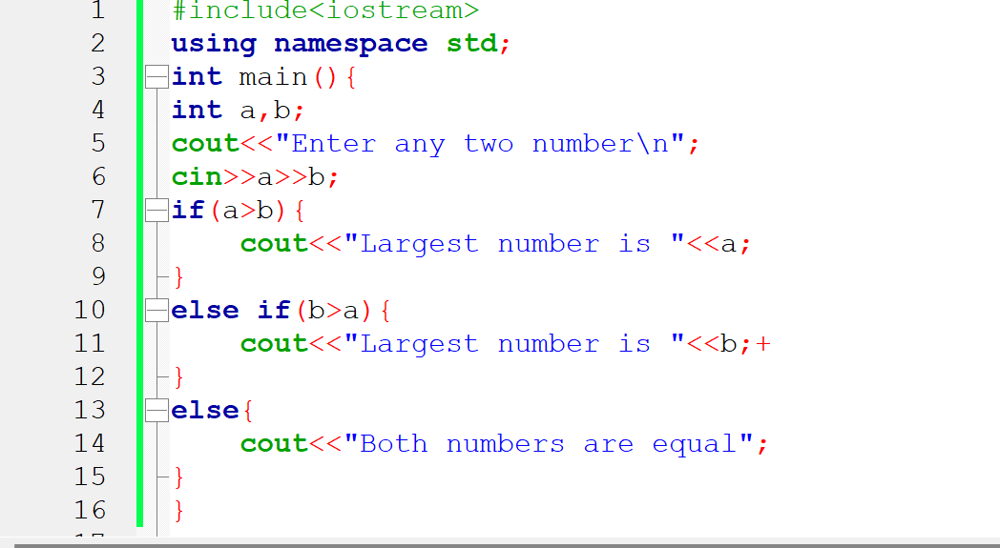 1 #include<iostream>
2 using namespace std;
3 int main(){
4 int a,b;
5 cout<<"Enter any two number\n";
6 cin>>a>>b;
7 if(a>b){
8     cout<<"Largest number is "<<a;
9 }
10 else if(b>a){
11     cout<<"Largest number is "<<b;+
12 }
13 else{
14     cout<<"Both numbers are equal";
15 }
16 }